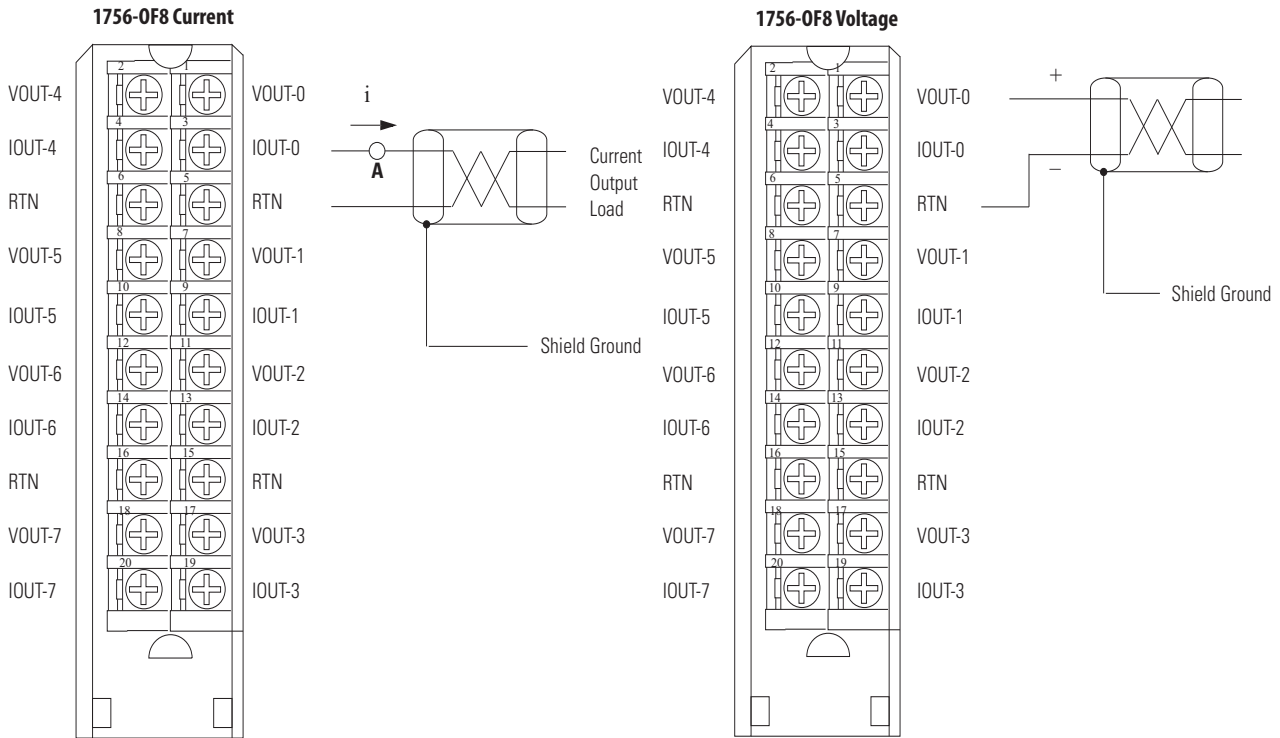 1756-OF8 Current
2 1
VOUT-4 VOUT-0
i
4 3
IOUT-4 IOUT-0
A
Current
Output
Load
6 5
RTN RTN
8 7
VOUT-5 VOUT-1
10 9
IOUT-5 IOUT-1
12 11
Shield Ground
VOUT-6 VOUT-2
14 13
IOUT-6 IOUT-2
16 15
RTN RTN
18 17
VOUT-7 VOUT-3
20 19
IOUT-7 IOUT-3
1756-OF8 Voltage
2 1
+
VOUT-4 VOUT-0
4 3
IOUT-4 IOUT-0
–
6 5
RTN RTN
8 7
VOUT-5 VOUT-1
10 9
Shield Ground
IOUT-5 IOUT-1
12 11
VOUT-6 VOUT-2
14 13
IOUT-6 IOUT-2
16 15
RTN RTN
18 17
VOUT-7 VOUT-3
20 19
IOUT-7 IOUT-3